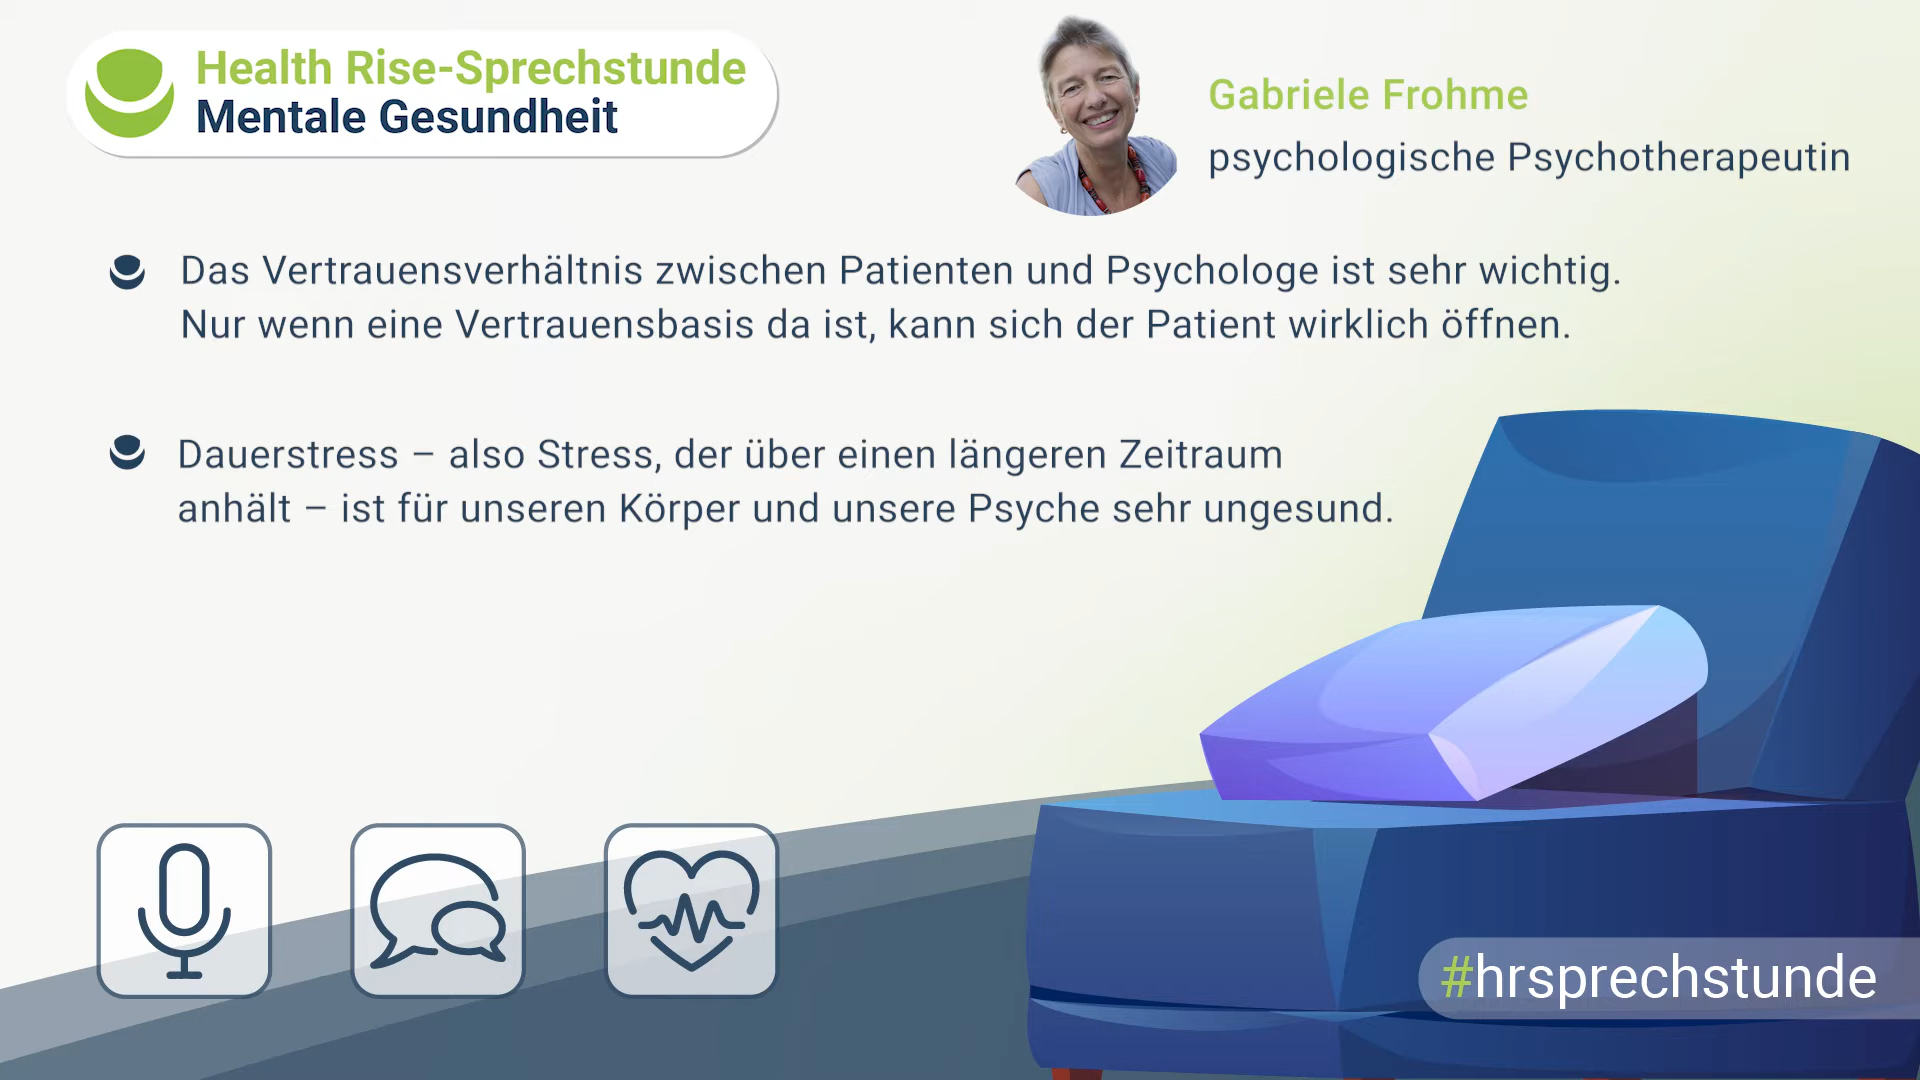 Health Rise-Sprechstunde
Mentale Gesundheit
Gabriele Frohme
psychologische Psychotherapeutin
Das Vertrauensverhältnis zwischen Patienten und Psychologe ist sehr wichtig.
Nur wenn eine Vertrauensbasis da ist, kann sich der Patient wirklich öffnen.
Dauerstress – also Stress, der über einen längeren Zeitraum
anhält – ist für unseren Körper und unsere Psyche sehr ungesund.
#hrsprechstunde